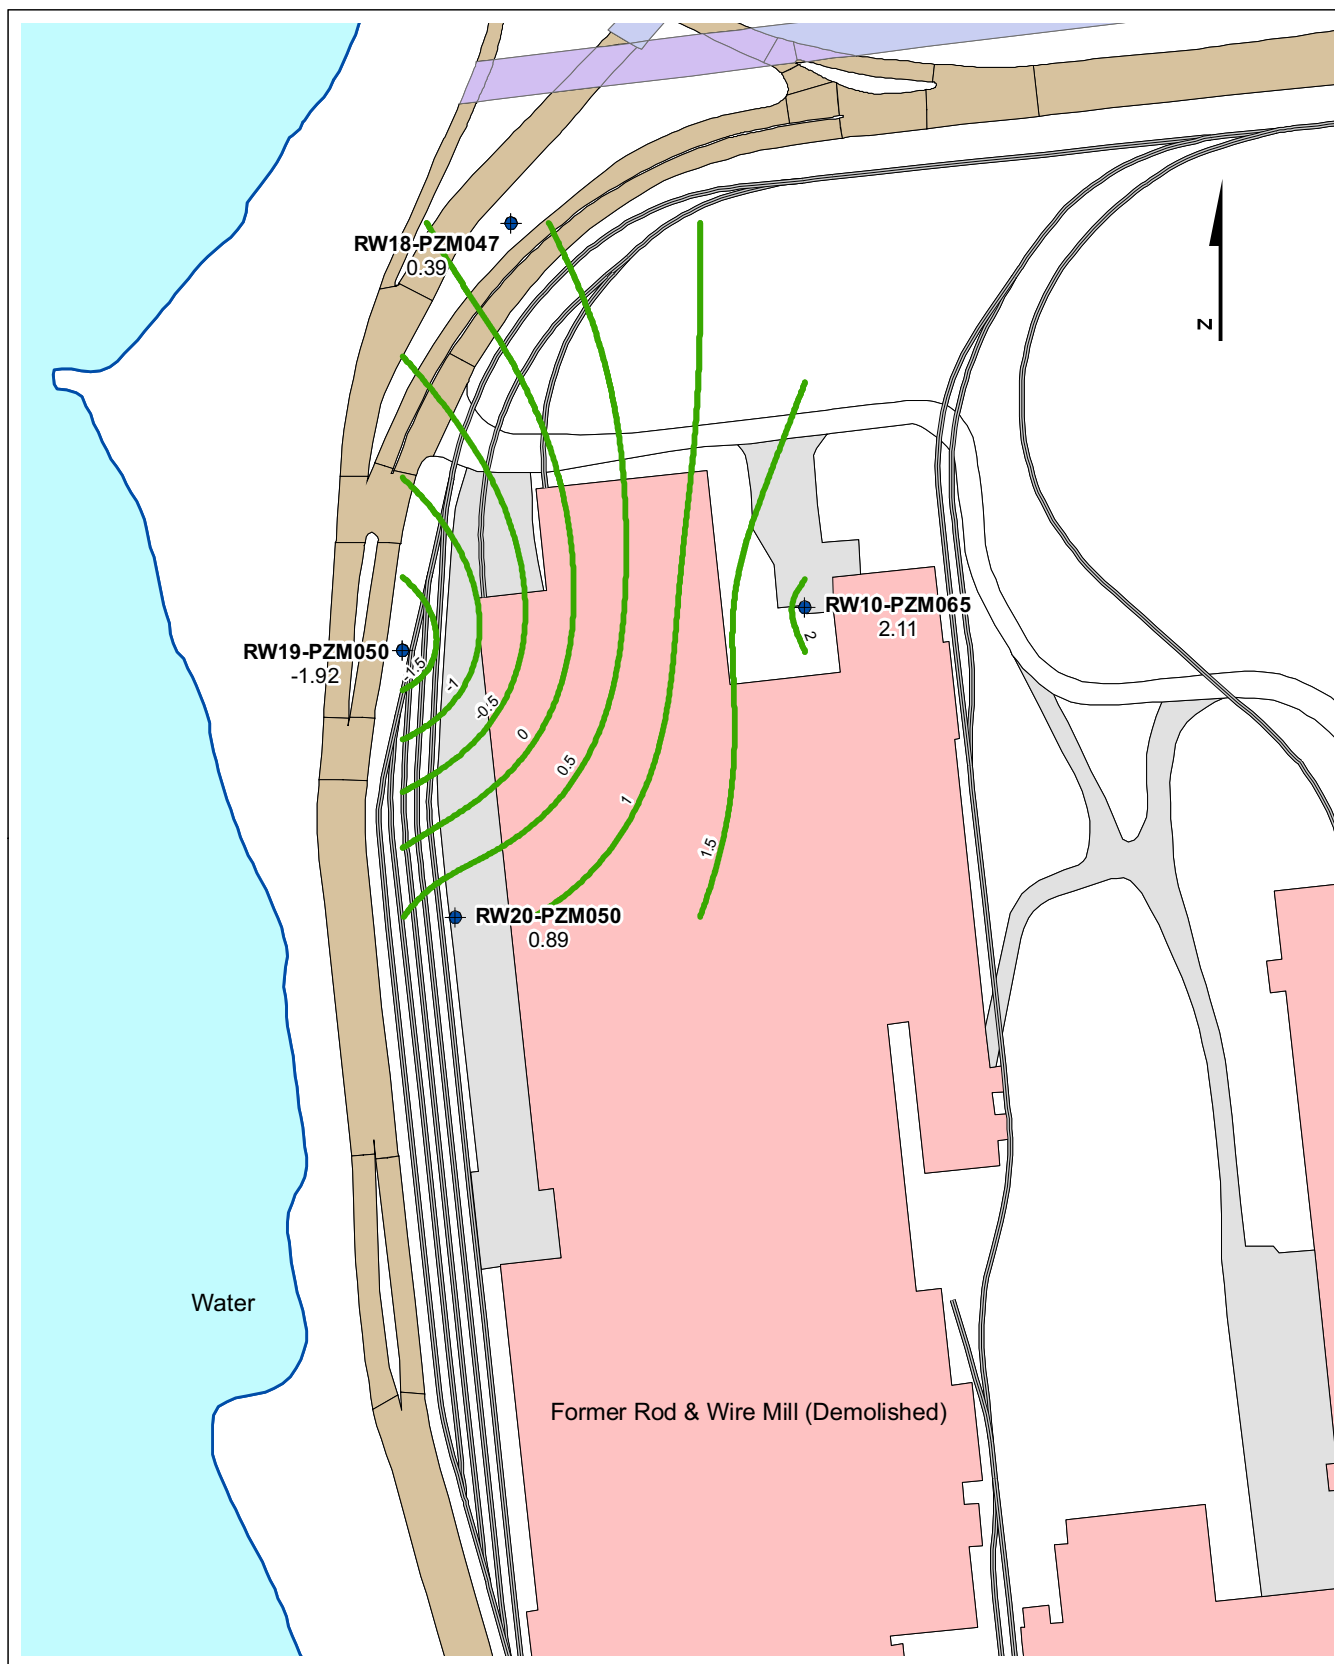 RW18-PZM047
0.39
N
RW10-PZM065
2.11
2
RW19-PZM050
-1.92
-1.5
-1
-0.5
0
0.5
1
1.5
RW20-PZM050
0.89
Water
Former Rod & Wire Mill (Demolished)